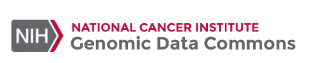 NIH
NATIONAL CANCER INSTITUTE
Genomic Data Commons